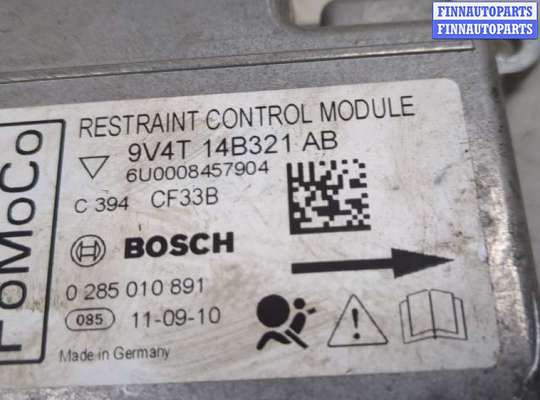 FINNAUTOPARTS
FINNAUTOPARTS
FoMoCo
RESTRAINT CONTROL MODULE
9V4T 14B321 AB
6U0008457904
C 394 CF33B
BOSCH
0 285 010 891
085 11-09-10
Made in Germany